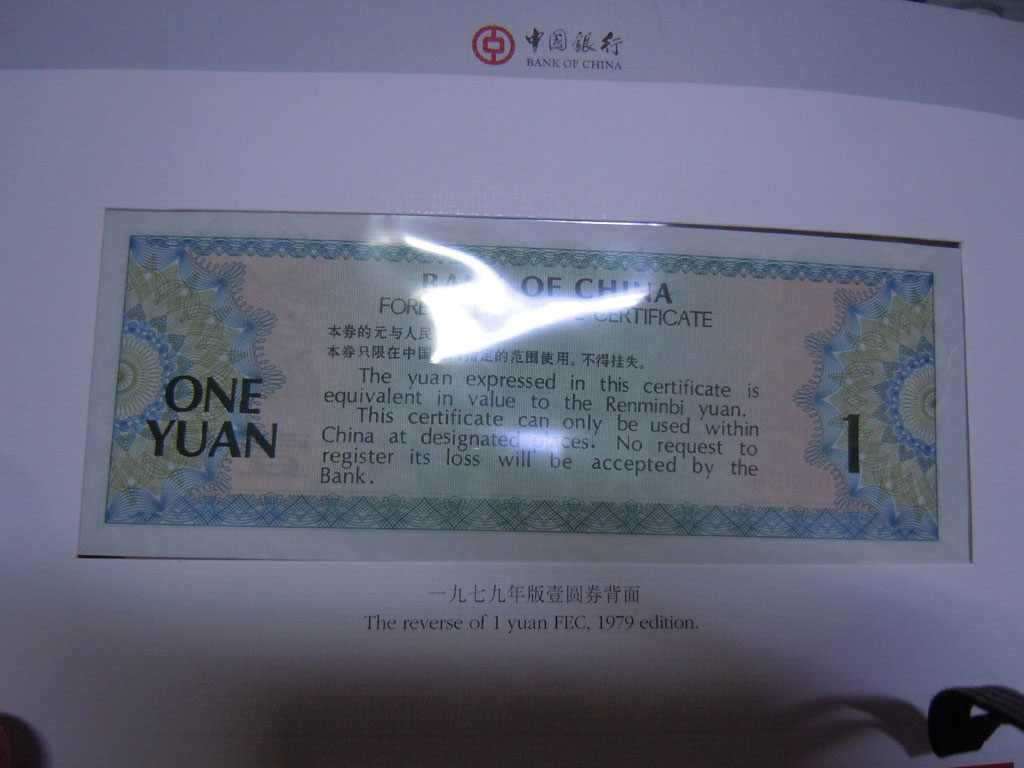 中國銀行
BANK OF CHINA
OF CHINA
CERTIFICATE
本券的元与人民
本券只限在中国 指定的范围使用。不得挂失。
The yuan expressed in this certificate is
equivalent in value to the Renminbi yuan.
This certificate can only be used within
China at designated places. No request to
register its loss will be accepted by the
Bank.
ONE
YUAN
1
一九七九年版壹圆券背面
The reverse of 1 yuan FEC, 1979 edition.